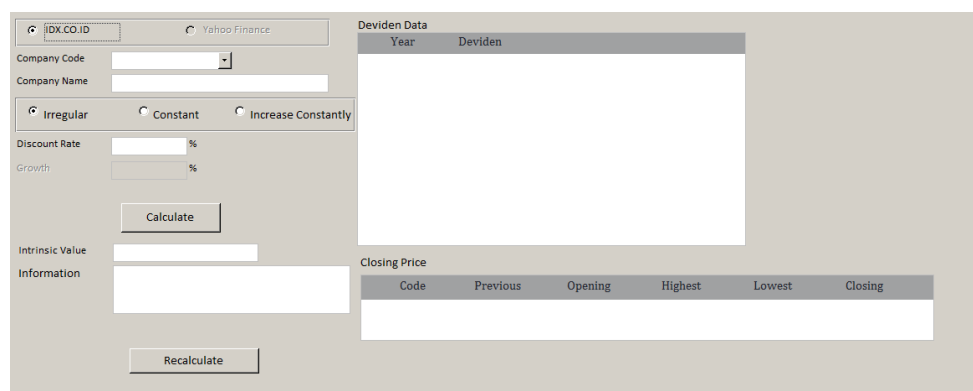 IDX.CO.ID Yahoo Finance
Company Code
Company Name
Irregular Constant Increase Constantly
Discount Rate %
Growth %
Calculate
Intrinsic Value
Information
Recalculate
Deviden Data
Year Deviden
Closing Price
Code Previous Opening Highest Lowest Closing